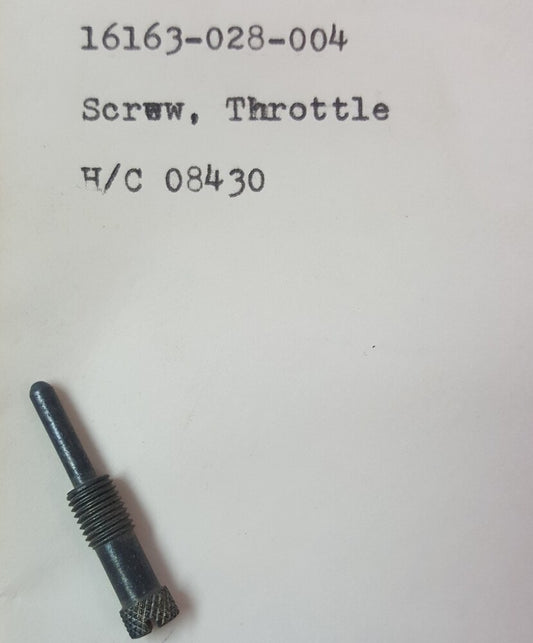 16163-028-004
Screw, Throttle
H/C 08430